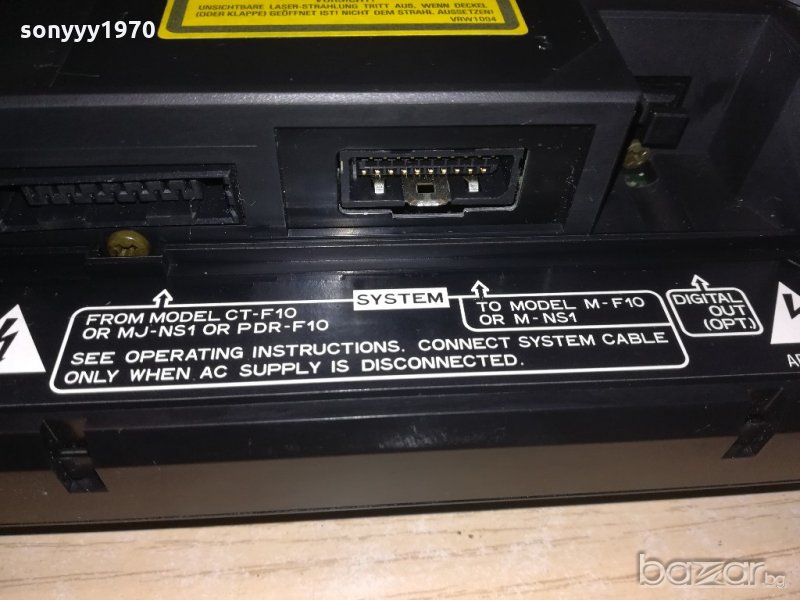 sonyyy1970
UNSICHTBARE LASER-STRAHLUNG TRITT AUS, WENN DECKEL
(ODER KLAPPE) GEÖFFNET IST! NICHT DEM STRAHL AUSSETZEN!
VRW1094
SYSTEM
FROM MODEL CT-F10
OR MJ-NS1 OR PDR-F10
TO MODEL M-F10
OR M-NS1
DIGITAL
OUT
(OPT.)
SEE OPERATING INSTRUCTIONS. CONNECT SYSTEM CABLE
ONLY WHEN AC SUPPLY IS DISCONNECTED.
bazar.bg